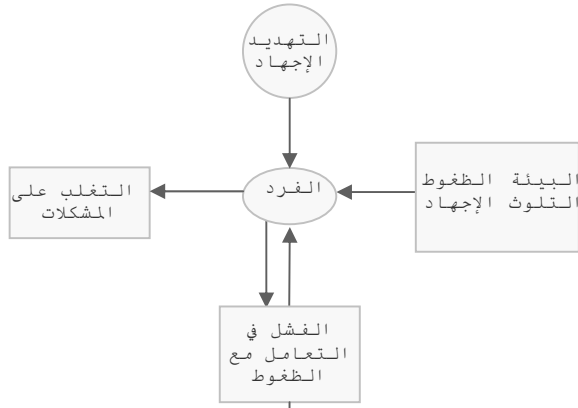 التهديد
الإجهاد
البيئة الظغوط
التلوث الإجهاد
الفرد
التغلب على
المشكلات
الفشل في
التعامل مع
الظغوط